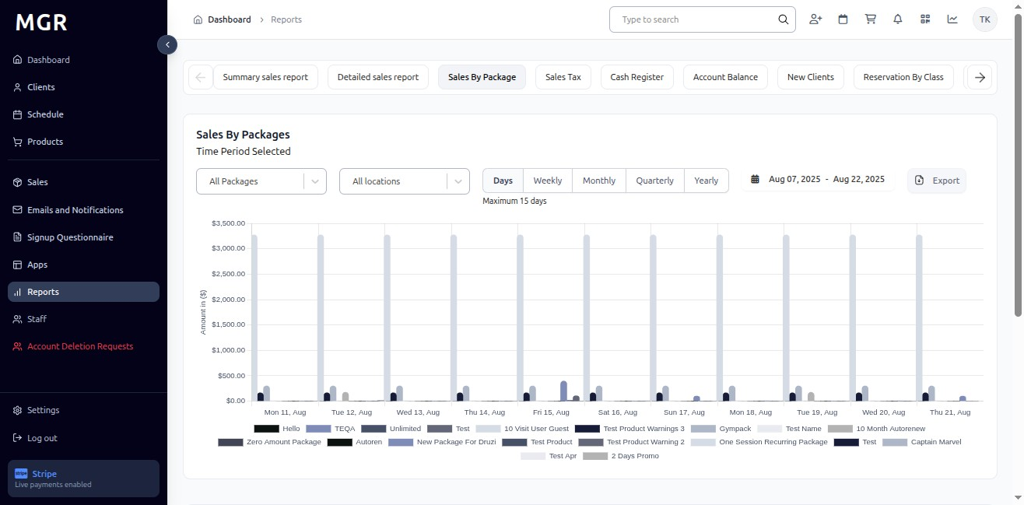 MGR
Dashboard
Clients
Schedule
Products
Sales
Emails and Notifications
Signup Questionnaire
Apps
Reports
Staff
Account Deletion Requests
Settings
Log out
stripe Stripe
Live payments enabled
Dashboard > Reports
Type to search
TK
Summary sales report Detailed sales report Sales By Package Sales Tax Cash Register Account Balance New Clients Reservation By Class
Sales By Packages
Time Period Selected
All Packages All locations Days Weekly Monthly Quarterly Yearly Aug 07, 2025 - Aug 22, 2025 Export
Maximum 15 days
Amount in ($)
$3,500.00
$3,000.00
$2,500.00
$2,000.00
$1,500.00
$1,000.00
$500.00
$0.00
Mon 11, Aug Tue 12, Aug Wed 13, Aug Thu 14, Aug Fri 15, Aug Sat 16, Aug Sun 17, Aug Mon 18, Aug Tue 19, Aug Wed 20, Aug Thu 21, Aug
Hello TEQA Unlimited Test 10 Visit User Guest Test Product Warnings 3 Gympack Test Name 10 Month Autorenew
Zero Amount Package Autoren New Package For Druzi Test Product Test Product Warning 2 One Session Recurring Package Test Captain Marvel
Test Apr 2 Days Promo